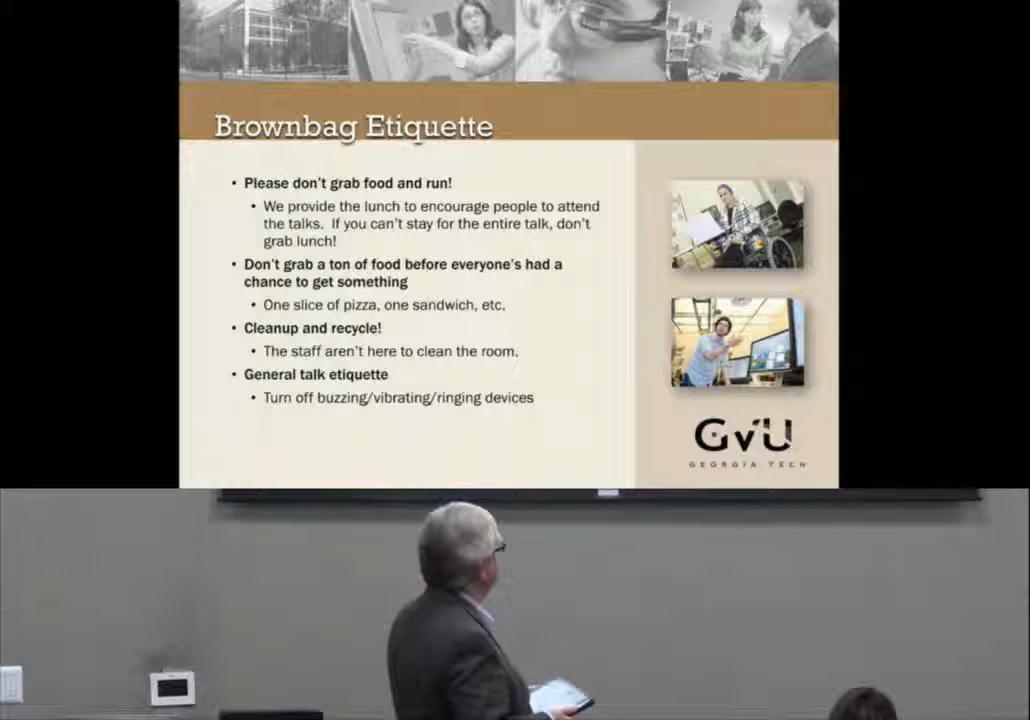 Brownbag Etiquette
• Please don't grab food and run!
• We provide the lunch to encourage people to attend
the talks. If you can't stay for the entire talk, don't
grab lunch!
• Don't grab a ton of food before everyone's had a
chance to get something
• One slice of pizza, one sandwich, etc.
• Cleanup and recycle!
• The staff aren't here to clean the room.
• General talk etiquette
• Turn off buzzing/vibrating/ringing devices
GVU
GEORGIA TECH